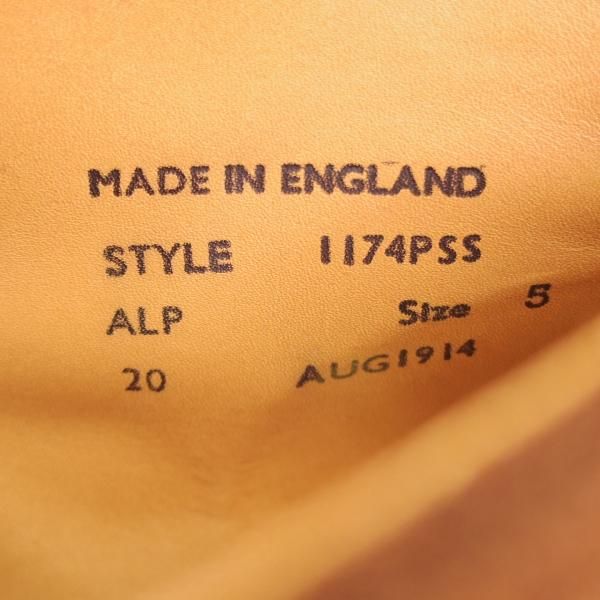 MADE IN ENGLAND
STYLE 1174PSS
ALP Size 5
20 AUG1914